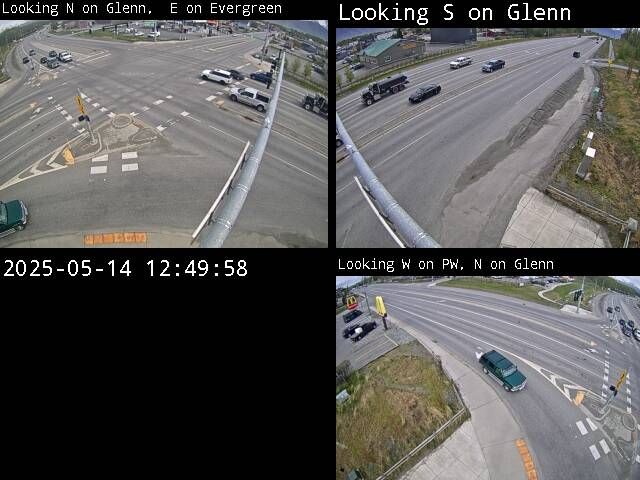 Looking N on Glenn,  E on Evergreen
Looking S on Glenn
2025-05-14 12:49:58
Looking W on PW, N on Glenn